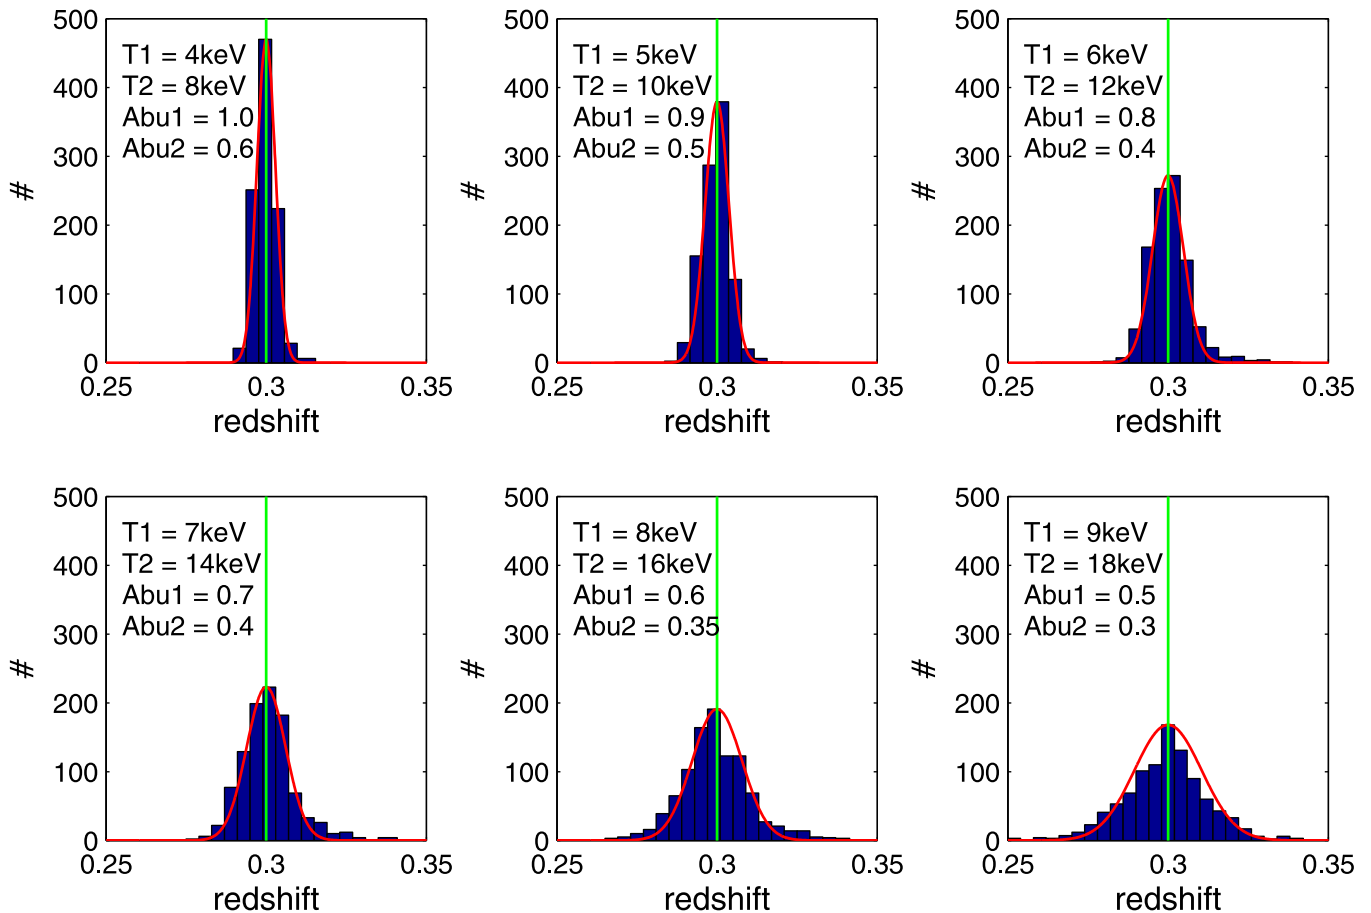 500
400
300
200
100
0
#
T1 = 4keV
T2 = 8keV
Abu1 = 1.0
Abu2 = 0.6
0.25
0.3
0.35
redshift
500
400
300
200
100
0
#
T1 = 5keV
T2 = 10keV
Abu1 = 0.9
Abu2 = 0.5
0.25
0.3
0.35
redshift
500
400
300
200
100
0
#
T1 = 6keV
T2 = 12keV
Abu1 = 0.8
Abu2 = 0.4
0.25
0.3
0.35
redshift
500
400
300
200
100
0
#
T1 = 7keV
T2 = 14keV
Abu1 = 0.7
Abu2 = 0.4
0.25
0.3
0.35
redshift
500
400
300
200
100
0
#
T1 = 8keV
T2 = 16keV
Abu1 = 0.6
Abu2 = 0.35
0.25
0.3
0.35
redshift
500
400
300
200
100
0
#
T1 = 9keV
T2 = 18keV
Abu1 = 0.5
Abu2 = 0.3
0.25
0.3
0.35
redshift